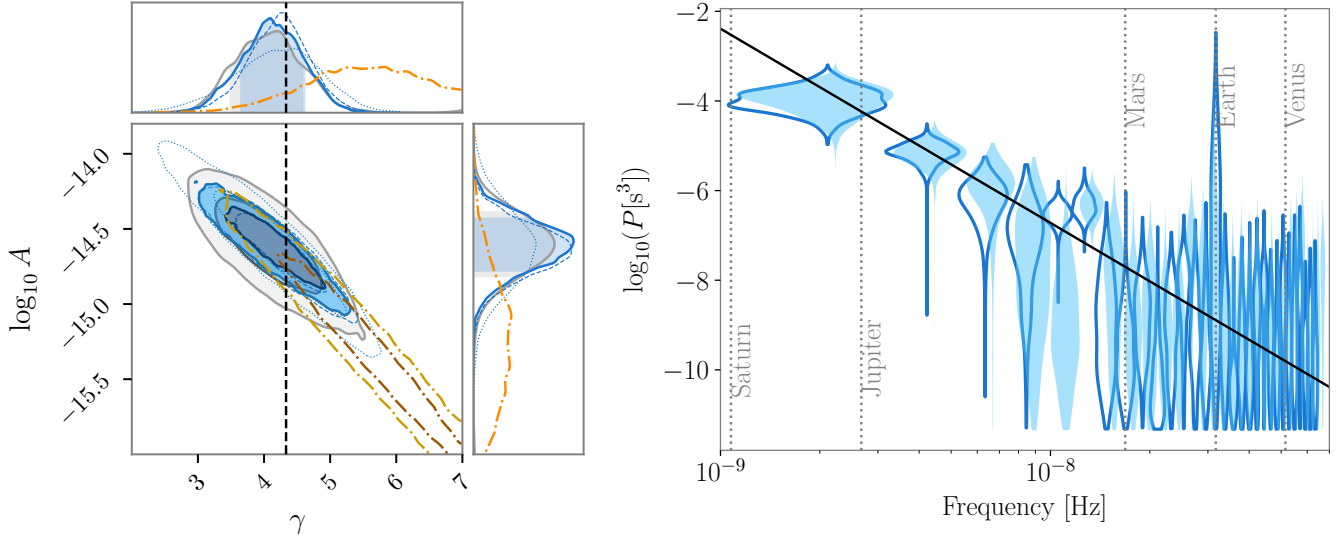 log₁₀ A
−14.0
−14.5
−15.0
−15.5
3
4
5
6
7
γ
log₁₀(P[s³])
−2
−4
−6
−8
−10
Saturn
Jupiter
Mars
Earth
Venus
10⁻⁹
10⁻⁸
Frequency [Hz]